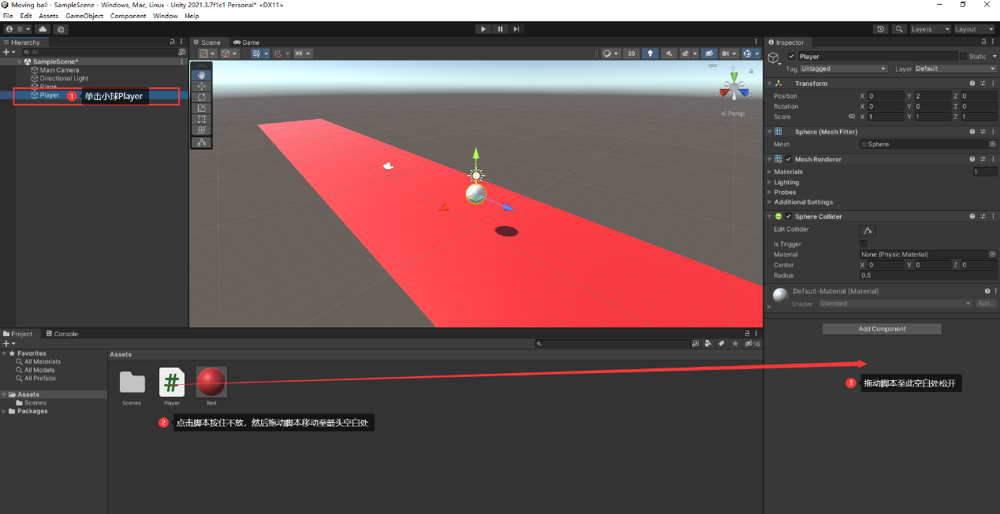 Moving ball - SampleScene - Windows, Mac, Linux - Unity 2021.3.7f1c1 Personal* <DX11>
File Edit Assets GameObject Component Window Help
邓
Layers
Layout
Hierarchy
All
SampleScene*
Main Camera
Directional Light
Plane
Player
1 单击小球Player
Scene
Game
2D
Persp
Inspector
Player
Static
Tag Untagged Layer Default
Transform
Position X 0 Y 2 Z 0
Rotation X 0 Y 0 Z 0
Scale X 1 Y 1 Z 1
Sphere (Mesh Filter)
Mesh Sphere
Mesh Renderer
Materials 1
Lighting
Probes
Additional Settings
Sphere Collider
Edit Collider
Is Trigger
Material None (Physic Material)
Center X 0 Y 0 Z 0
Radius 0.5
Default-Material (Material)
Shader Standard Edit...
Add Component
3 拖动脚本至此空白处松开
Project
Console
16
Favorites
All Materials
All Models
All Prefabs
Assets
Scenes
Packages
Assets
Scenes
#
Player
Red
2 点击脚本按住不放，然后拖动脚本移动至箭头空白处